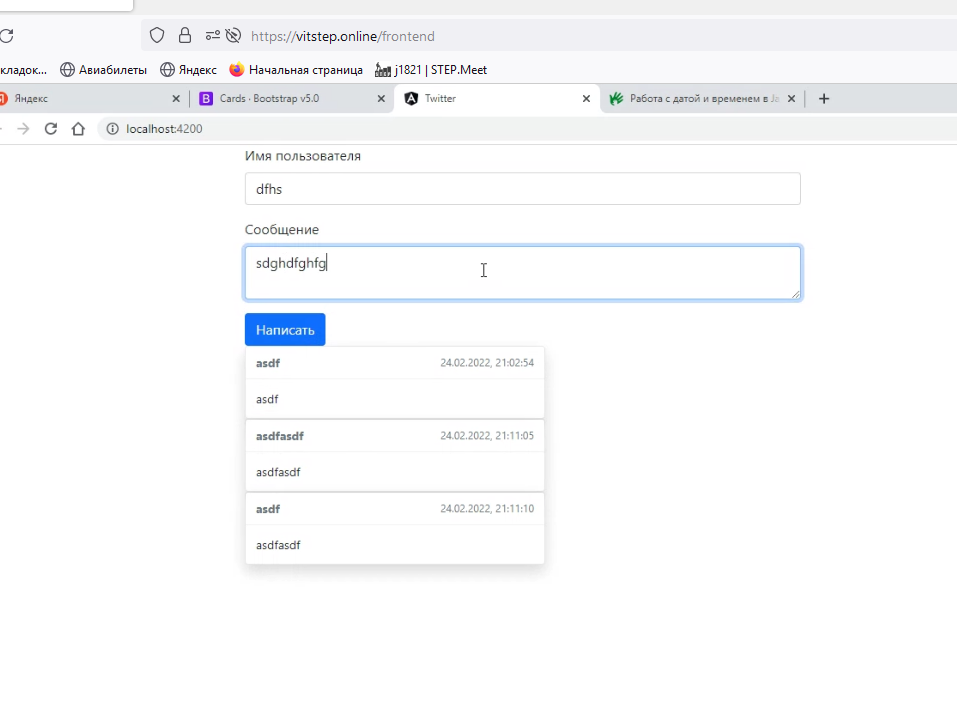 https://vitstep.online/frontend
кладок... Авиабилеты Яндекс Начальная страница j1821 | STEP.Meet
Яндекс Cards · Bootstrap v5.0 Twitter Работа с датой и временем в Ja
localhost:4200
Имя пользователя
dfhs
Сообщение
sdghdfghfg
Написать
asdf 24.02.2022, 21:02:54
asdf
asdfasdf 24.02.2022, 21:11:05
asdfasdf
asdf 24.02.2022, 21:11:10
asdfasdf